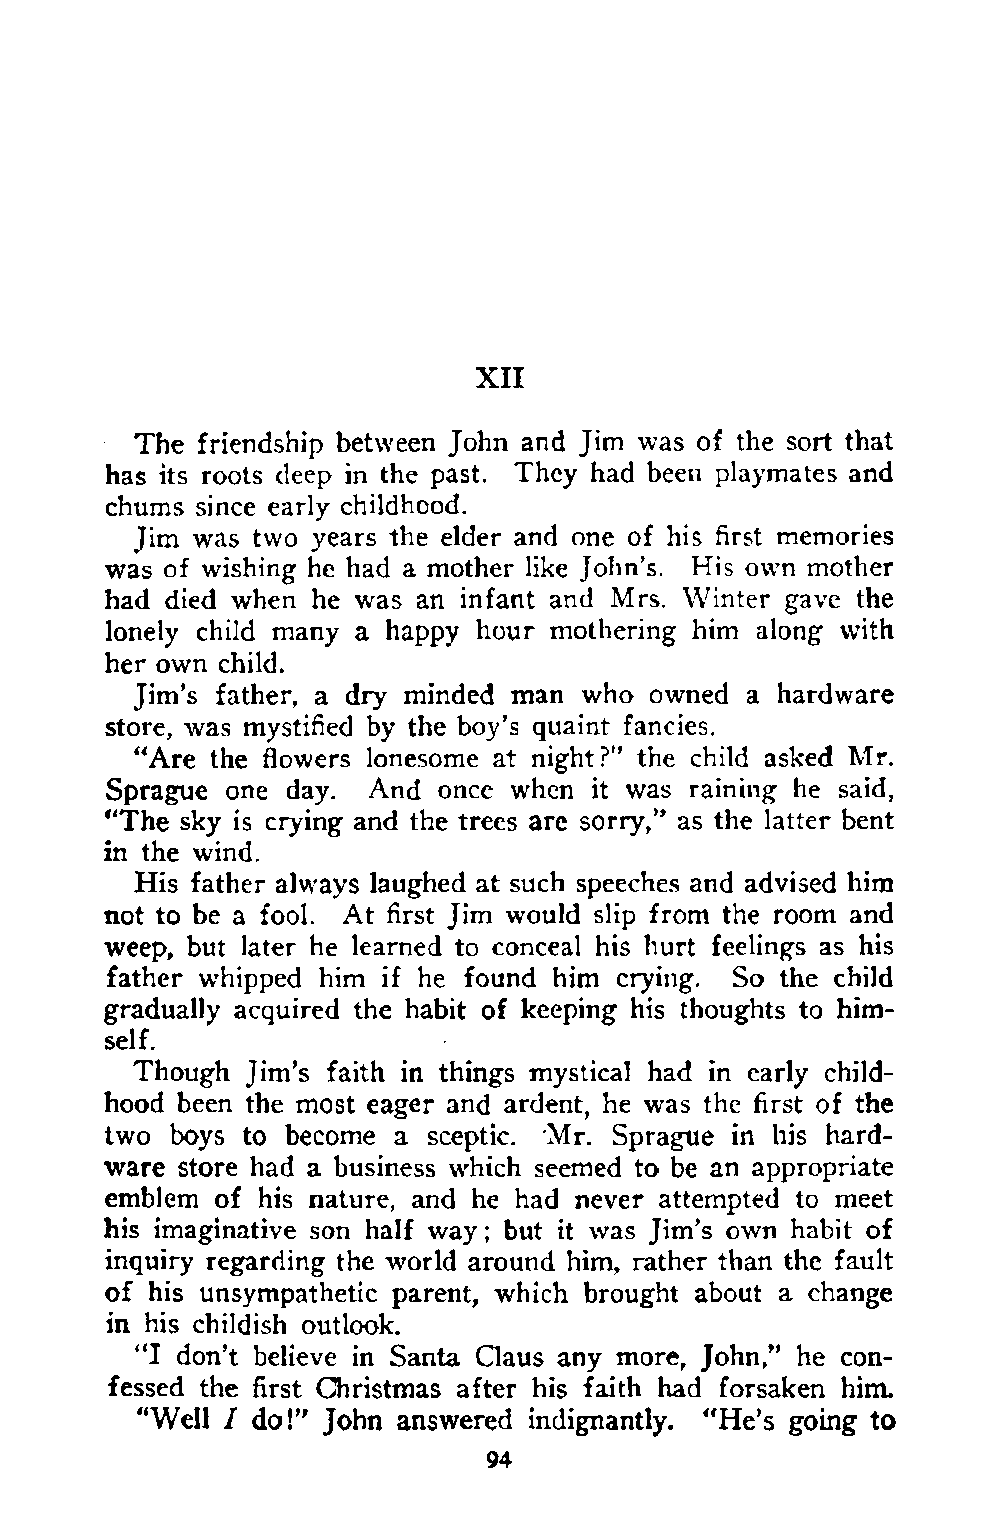 XII
The friendship between John and Jim was of the sort that
has its roots deep in the past. They had been playmates and
chums since early childhood.
Jim was two years the elder and one of his first memories
was of wishing he had a mother like John's. His own mother
had died when he was an infant and Mrs. Winter gave the
lonely child many a happy hour mothering him along with
her own child.
Jim's father, a dry minded man who owned a hardware
store, was mystified by the boy's quaint fancies.
"Are the flowers lonesome at night?" the child asked Mr.
Sprague one day. And once when it was raining he said,
"The sky is crying and the trees are sorry," as the latter bent
in the wind.
His father always laughed at such speeches and advised him
not to be a fool. At first Jim would slip from the room and
weep, but later he learned to conceal his hurt feelings as his
father whipped him if he found him crying. So the child
gradually acquired the habit of keeping his thoughts to him-
self.
Though Jim's faith in things mystical had in early child-
hood been the most eager and ardent, he was the first of the
two boys to become a sceptic. Mr. Sprague in his hard-
ware store had a business which seemed to be an appropriate
emblem of his nature, and he had never attempted to meet
his imaginative son half way; but it was Jim's own habit of
inquiry regarding the world around him, rather than the fault
of his unsympathetic parent, which brought about a change
in his childish outlook.
"I don't believe in Santa Claus any more, John," he con-
fessed the first Christmas after his faith had forsaken him.
"Well I do!" John answered indignantly. "He's going to
94